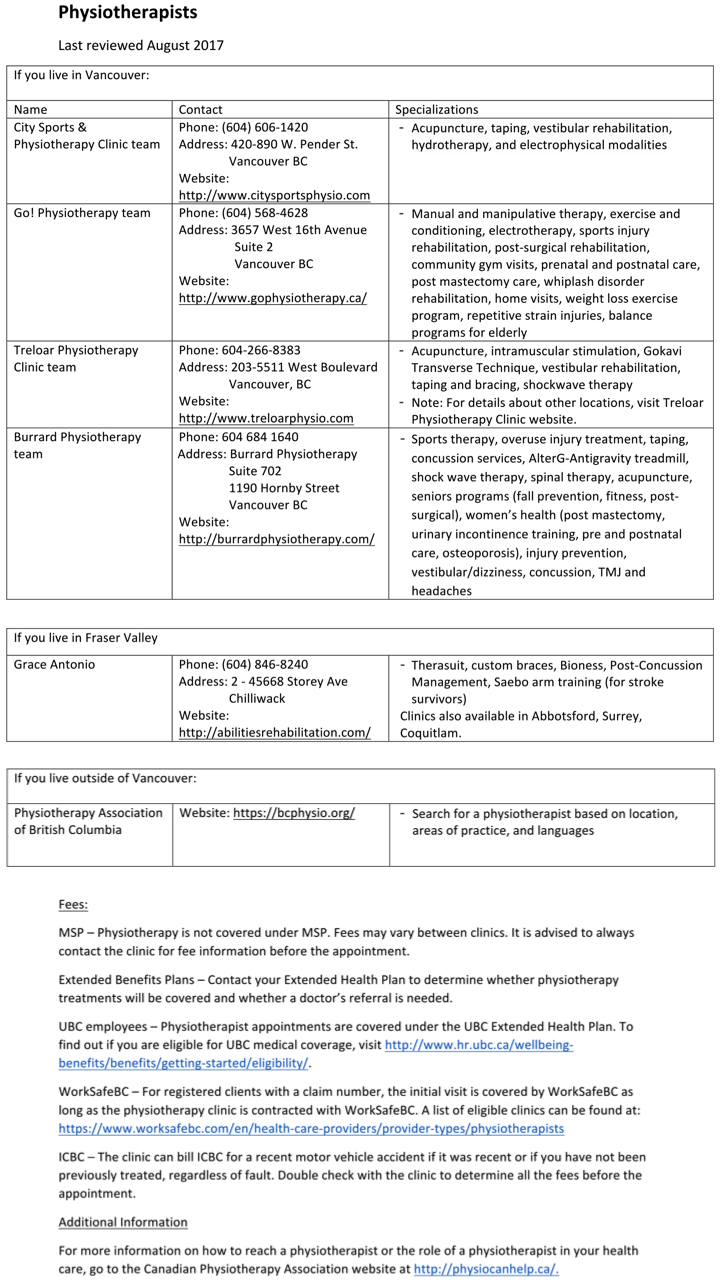 Physiotherapists
Last reviewed August 2017
If you live in Vancouver:
Name
Contact
Specializations
City Sports &
Physiotherapy Clinic team
Phone: (604) 606-1420
Address: 420-890 W. Pender St.
Vancouver BC
Website:
http://www.citysportsphysio.com
- Acupuncture, taping, vestibular rehabilitation,
hydrotherapy, and electrophysical modalities
Go! Physiotherapy team
Phone: (604) 568-4628
Address: 3657 West 16th Avenue
Suite 2
Vancouver BC
Website:
http://www.gophysiotherapy.ca/
- Manual and manipulative therapy, exercise and
conditioning, electrotherapy, sports injury
rehabilitation, post-surgical rehabilitation,
community gym visits, prenatal and postnatal care,
post mastectomy care, whiplash disorder
rehabilitation, home visits, weight loss exercise
program, repetitive strain injuries, balance
programs for elderly
Treloar Physiotherapy
Clinic team
Phone: 604-266-8383
Address: 203-5511 West Boulevard
Vancouver, BC
Website:
http://www.treloarphysio.com
- Acupuncture, intramuscular stimulation, Gokavi
Transverse Technique, vestibular rehabilitation,
taping and bracing, shockwave therapy
- Note: For details about other locations, visit Treloar
Physiotherapy Clinic website.
Burrard Physiotherapy
team
Phone: 604 684 1640
Address: Burrard Physiotherapy
Suite 702
1190 Hornby Street
Vancouver BC
Website:
http://burrardphysiotherapy.com/
- Sports therapy, overuse injury treatment, taping,
concussion services, AlterG-Antigravity treadmill,
shock wave therapy, spinal therapy, acupuncture,
seniors programs (fall prevention, fitness, post-
surgical), women's health (post mastectomy,
urinary incontinence training, pre and postnatal
care, osteoporosis), injury prevention,
vestibular/dizziness, concussion, TMJ and
headaches
If you live in Fraser Valley
Grace Antonio
Phone: (604) 846-8240
Address: 2 - 45668 Storey Ave
Chilliwack
Website:
http://abilitiesrehabilitation.com/
- Therasuit, custom braces, Bioness, Post-Concussion
Management, Saebo arm training (for stroke
survivors)
Clinics also available in Abbotsford, Surrey,
Coquitlam.
If you live outside of Vancouver:
Physiotherapy Association
of British Columbia
Website: https://bcphysio.org/
- Search for a physiotherapist based on location,
areas of practice, and languages
Fees:
MSP – Physiotherapy is not covered under MSP. Fees may vary between clinics. It is advised to always
contact the clinic for fee information before the appointment.
Extended Benefits Plans – Contact your Extended Health Plan to determine whether physiotherapy
treatments will be covered and whether a doctor's referral is needed.
UBC employees – Physiotherapist appointments are covered under the UBC Extended Health Plan. To
find out if you are eligible for UBC medical coverage, visit http://www.hr.ubc.ca/wellbeing-
benefits/benefits/getting-started/eligibility/.
WorkSafeBC – For registered clients with a claim number, the initial visit is covered by WorkSafeBC as
long as the physiotherapy clinic is contracted with WorkSafeBC. A list of eligible clinics can be found at:
https://www.worksafebc.com/en/health-care-providers/provider-types/physiotherapists
ICBC – The clinic can bill ICBC for a recent motor vehicle accident if it was recent or if you have not been
previously treated, regardless of fault. Double check with the clinic to determine all the fees before the
appointment.
Additional Information
For more information on how to reach a physiotherapist or the role of a physiotherapist in your health
care, go to the Canadian Physiotherapy Association website at http://physiocanhelp.ca/.